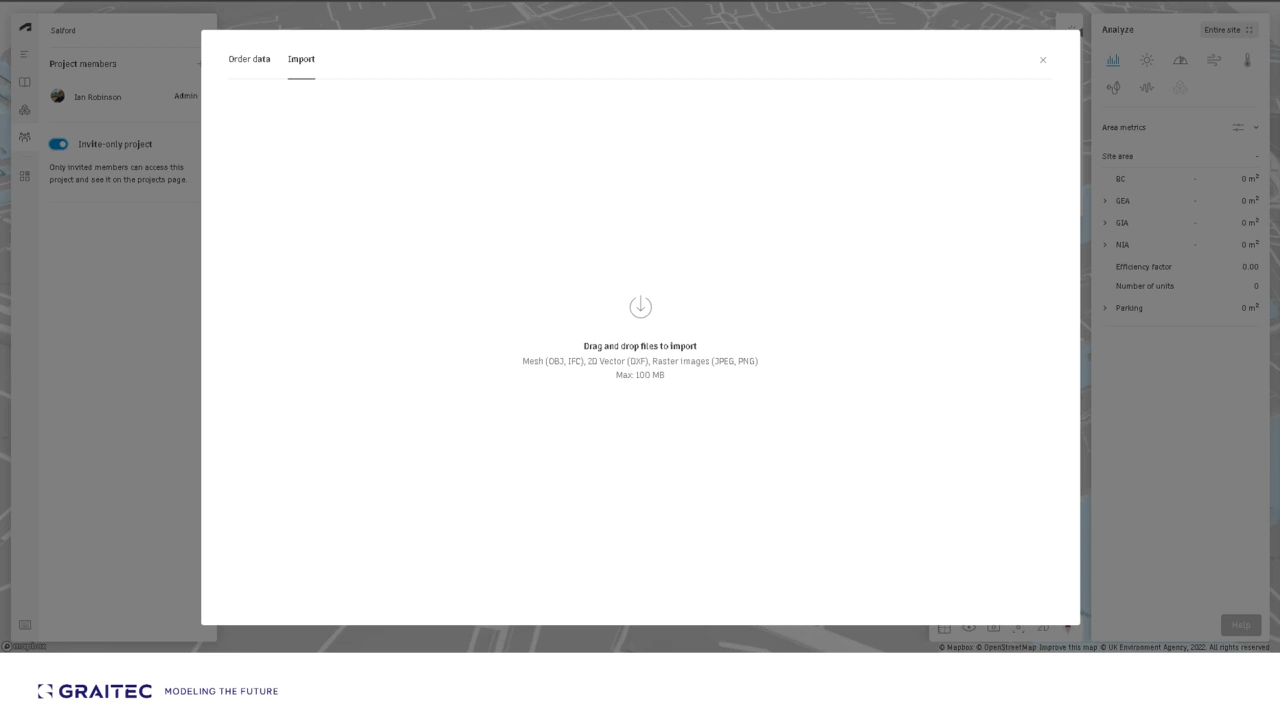 Salford
Project members
Ian Robinson
Admin
Invite-only project
Only invited members can access this
project and see it on the projects page.
Order data
Import
Drag and drop files to import
Mesh (OBJ, IFC), 2D Vector (DXF), Raster images (JPEG, PNG)
Max: 100 MB
Analyze
Entire site
Area metrics
Site area -
BC - 0 m²
GEA - 0 m²
GIA - 0 m²
NIA - 0 m²
Efficiency factor 0.00
Number of units 0
Parking 0 m²
Help
2D
mapbox
© Mapbox © OpenStreetMap Improve this map © UK Environment Agency, 2022. All rights reserved
GRAITEC MODELING THE FUTURE